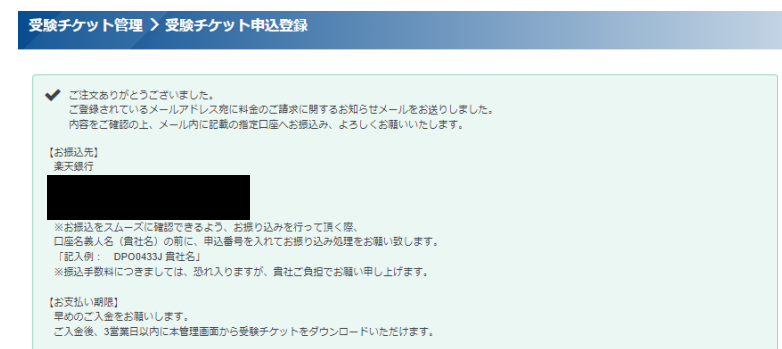 受験チケット管理 > 受験チケット申込登録
✔ ご注文ありがとうございました。
ご登録されているメールアドレス宛に料金のご請求に関するお知らせメールをお送りしました。
内容をご確認の上、メール内に記載の指定口座へお振込み、よろしくお願いいたします。
【お振込先】
楽天銀行
※お振込をスムーズに確認できるよう、お振り込みを行って頂く際、
口座名義人名（貴社名）の前に、申込番号を入れてお振り込み処理をお願い致します。
「記入例： DPO0433J 貴社名」
※振込手数料につきましては、恐れ入りますが、貴社ご負担でお願い申し上げます。
【お支払い期限】
早めのご入金をお願いします。
ご入金後、3営業日以内に本管理画面から受験チケットをダウンロードいただけます。